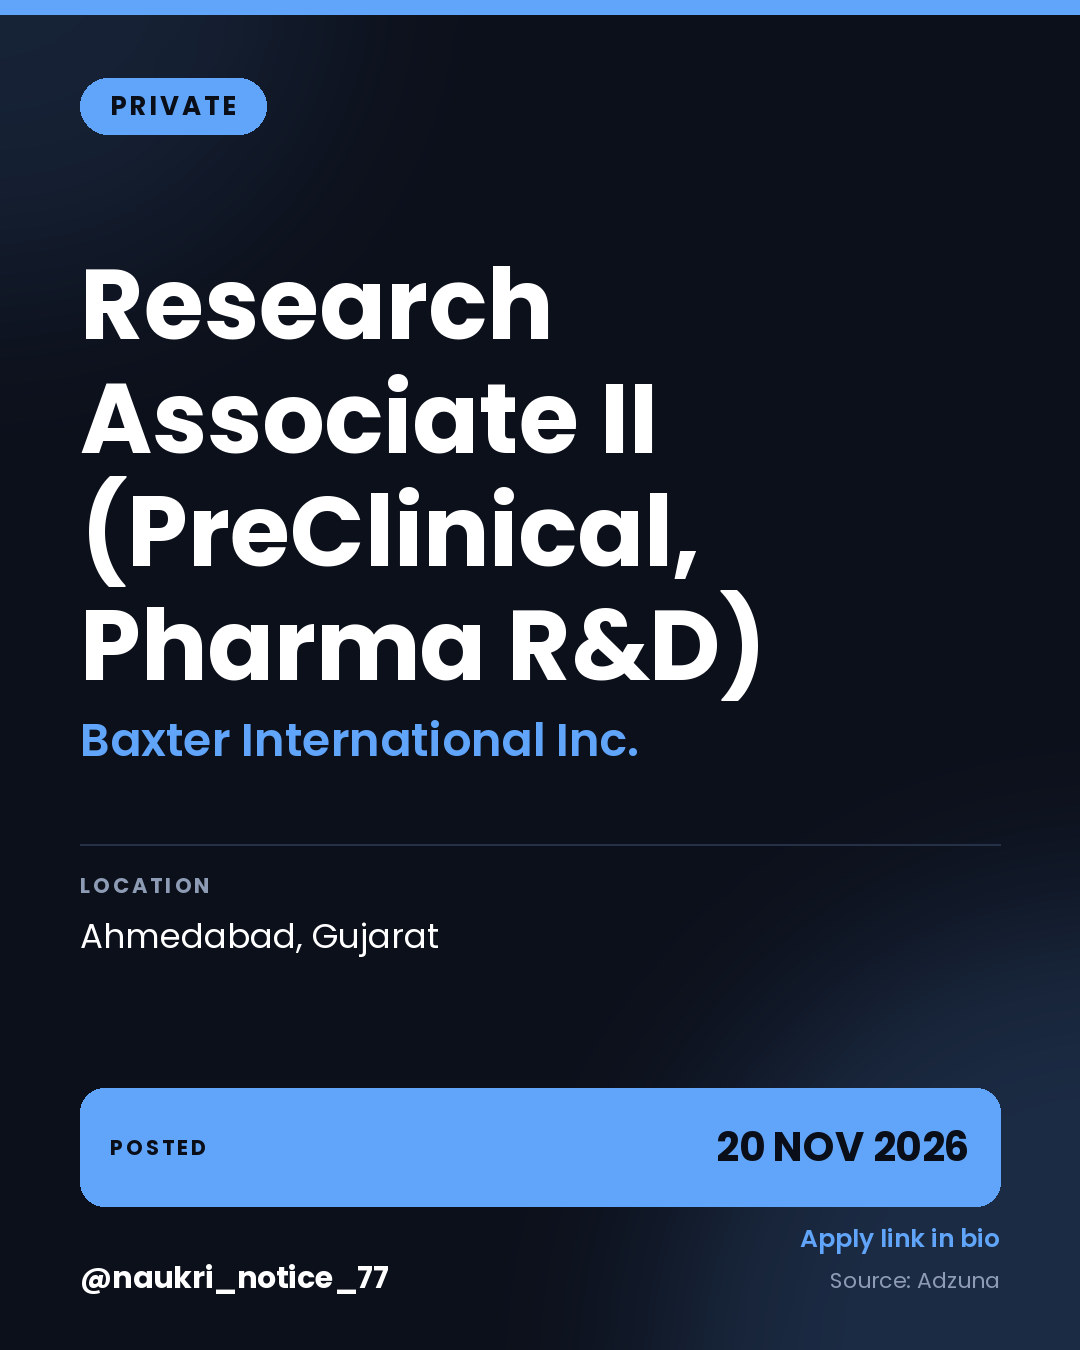 PRIVATE
Research
Associate II
(PreClinical,
Pharma R&D)
Baxter International Inc.
LOCATION
Ahmedabad, Gujarat
POSTED
20 NOV 2026
Apply link in bio
@naukri_notice_77
Source: Adzuna